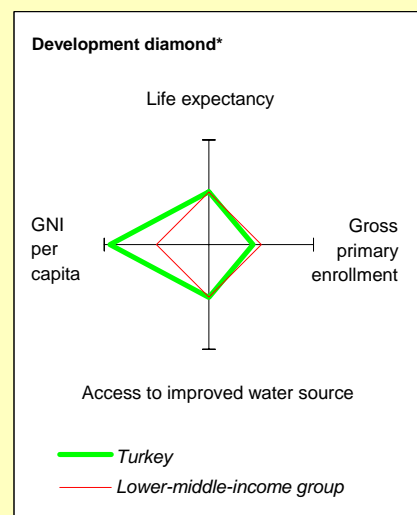 Development diamond*
Life expectancy
GNI
per
capita
Gross
primary
enrollment
Access to improved water source
Turkey
Lower-middle-income group